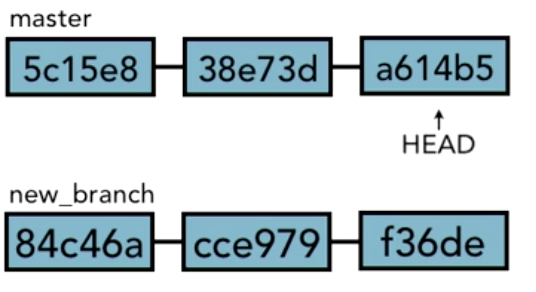 master
5c15e8 38e73d a614b5
HEAD
new_branch
84c46a cce979 f36de